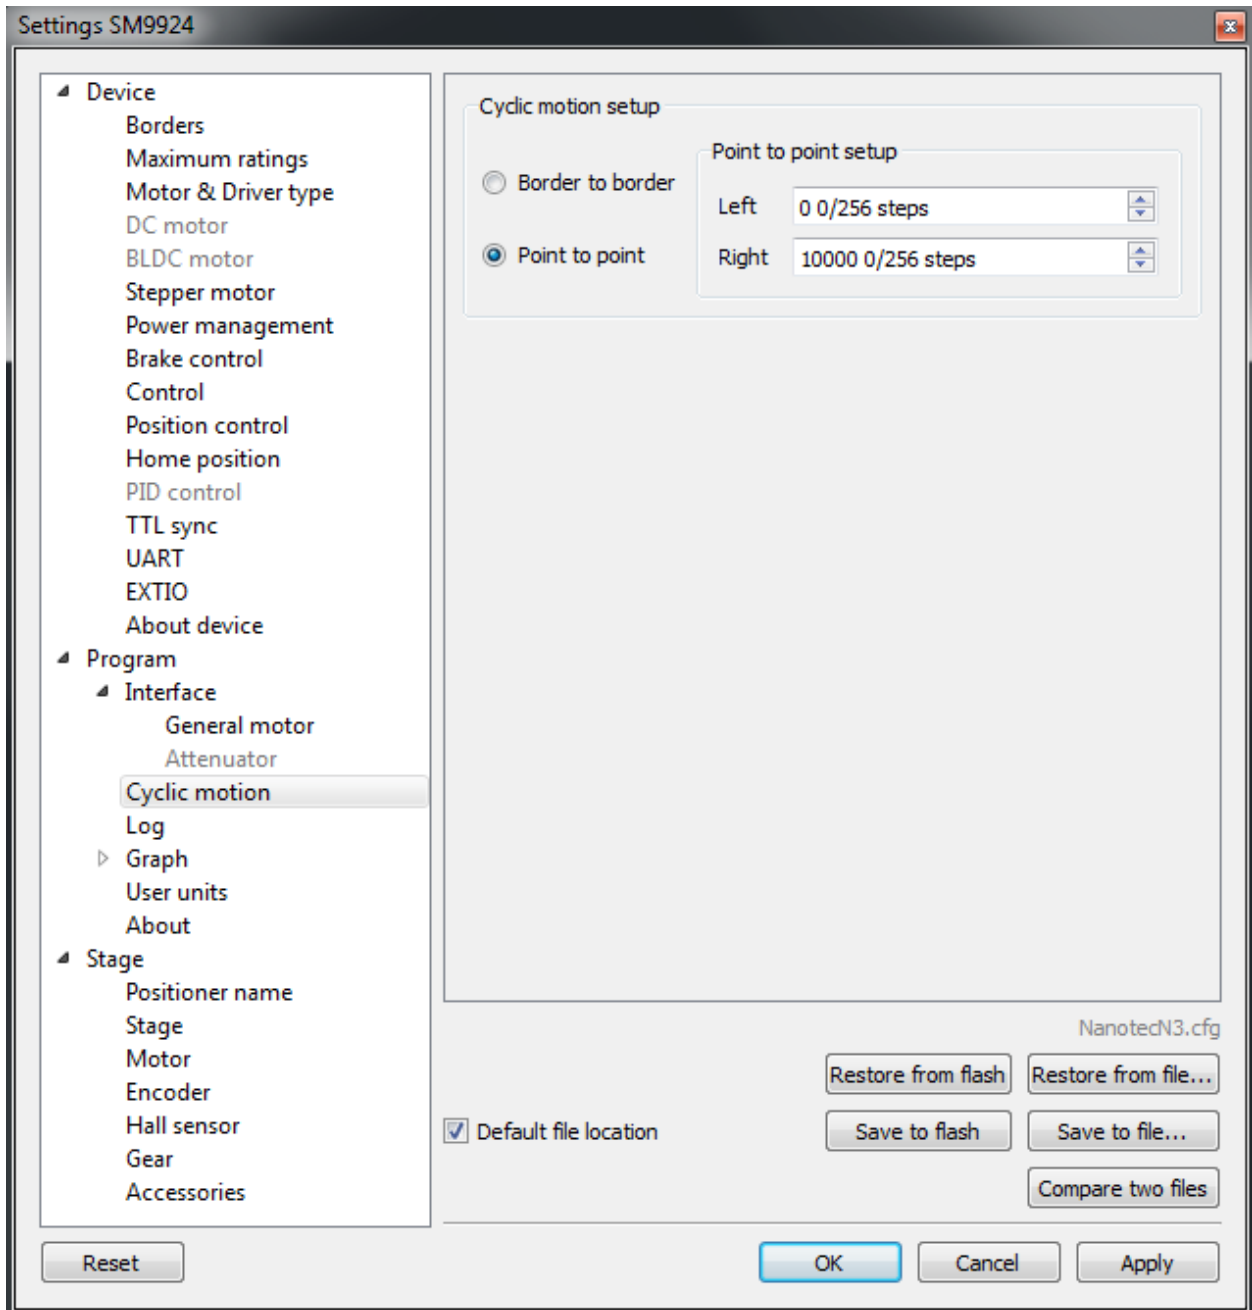 Settings SM9924
Device
Borders
Maximum ratings
Motor & Driver type
DC motor
BLDC motor
Stepper motor
Power management
Brake control
Control
Position control
Home position
PID control
TTL sync
UART
EXTIO
About device
Program
Interface
General motor
Attenuator
Cyclic motion
Log
Graph
User units
About
Stage
Positioner name
Stage
Motor
Encoder
Hall sensor
Gear
Accessories
Cyclic motion setup
Border to border
Point to point
Point to point setup
Left 0 0/256 steps
Right 10000 0/256 steps
NanotecN3.cfg
Restore from flash Restore from file...
Default file location Save to flash Save to file...
Compare two files
Reset OK Cancel Apply